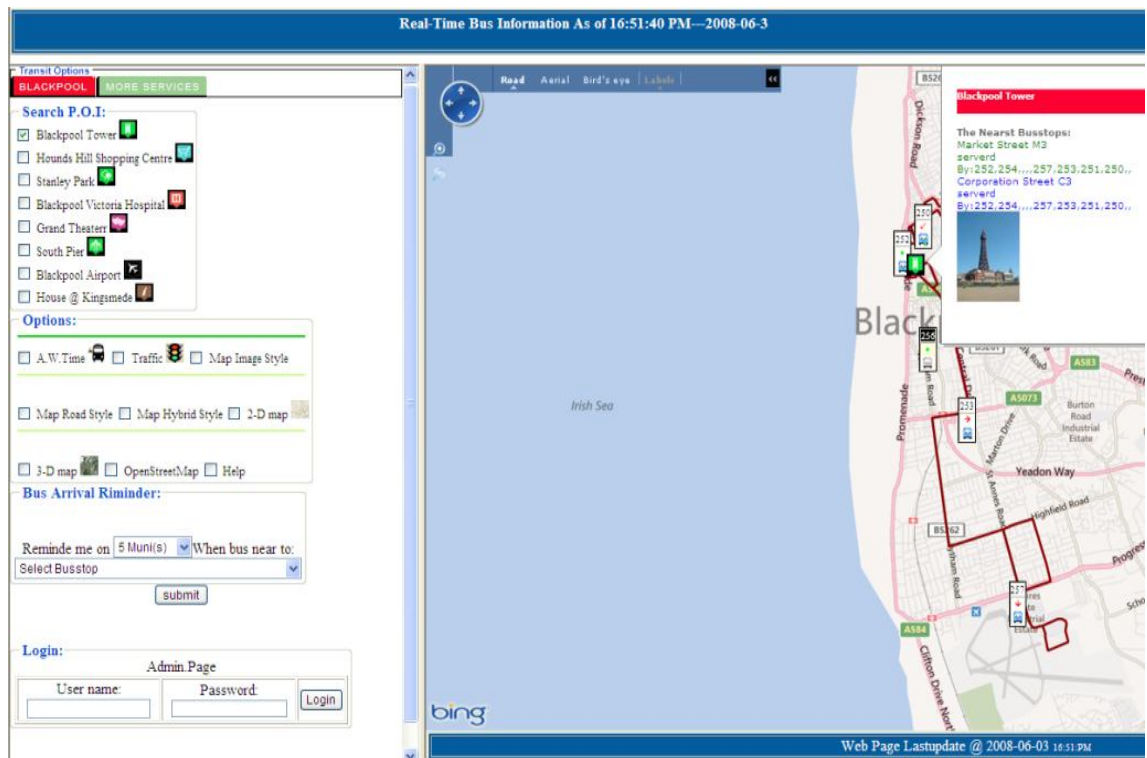 Real-Time Bus Information As of 16:51:40 PM---2008-06-3
Transit Options
BLACKPOOL MORE SERVICES
Search P.O.I:
Blackpool Tower
Hounds Hill Shopping Centre
Stanley Park
Blackpool Victoria Hospital
Grand Theaterr
South Pier
Blackpool Airport
House @ Kingsmede
Options:
A.W.Time Traffic Map Image Style
Map Road Style Map Hybrid Style 2-D map
3-D map OpenStreetMap Help
Bus Arrival Riminder:
Reminde me on 5 Muni(s) When bus near to:
Select Busstop
submit
Login:
Admin.Page
User name: Password: Login
Road Aerial Bird's eye Labels
Dickson Road
Blackpool Tower
The Nearst Busstops:
Market Street M3
serverd
By:252,254,,,,257,253,251,250,,
Corporation Street C3
serverd
By:252,254,,,,257,253,251,250,,
250
252
256
A583
A5073
253
Irish Sea
Promenade
Central Dr
Marton Drive
Burton
Road
Industrial
Estate
Yeadon Way
St Annes Road
Highfield Road
B5262
257
A584
Clifton Drive North
bing
Web Page Lastupdate @ 2008-06-03 16:51:PM